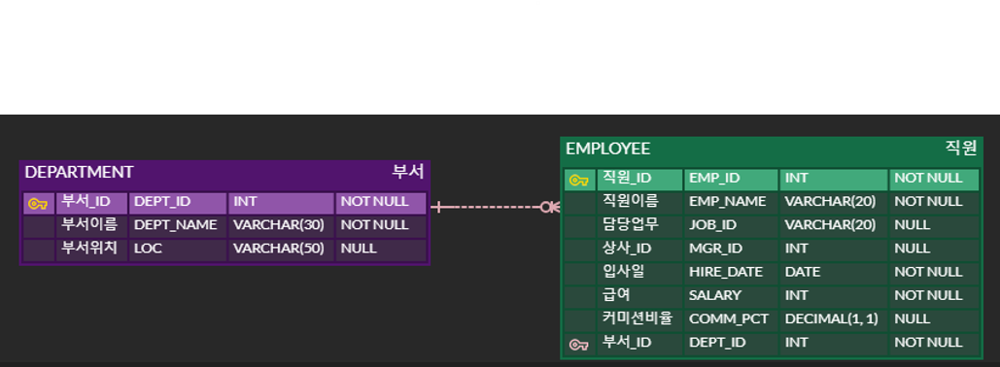 DEPARTMENT 부서
부서_ID DEPT_ID INT NOT NULL
부서이름 DEPT_NAME VARCHAR(30) NOT NULL
부서위치 LOC VARCHAR(50) NULL
EMPLOYEE 직원
직원_ID EMP_ID INT NOT NULL
직원이름 EMP_NAME VARCHAR(20) NOT NULL
담당업무 JOB_ID VARCHAR(20) NULL
상사_ID MGR_ID INT NULL
입사일 HIRE_DATE DATE NOT NULL
급여 SALARY INT NOT NULL
커미션비율 COMM_PCT DECIMAL(1, 1) NULL
부서_ID DEPT_ID INT NOT NULL